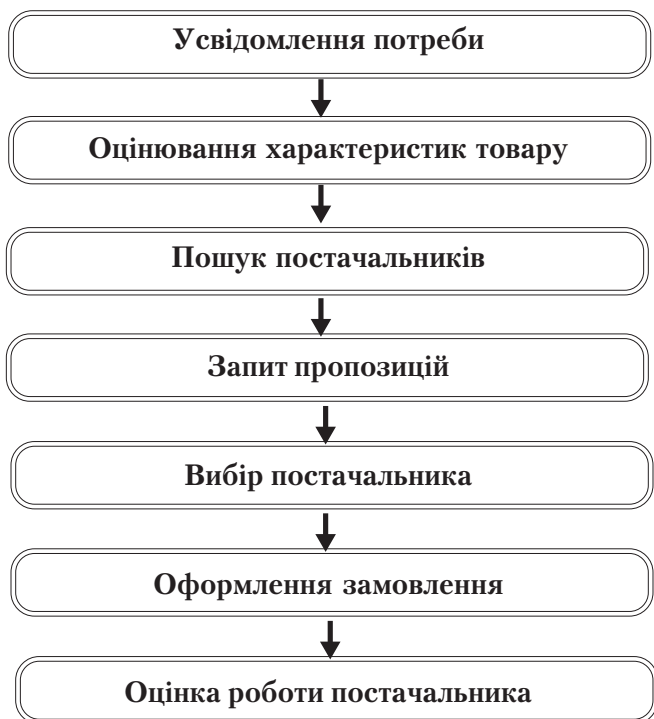 Усвідомлення потреби
Оцінювання характеристик товару
Пошук постачальників
Запит пропозицій
Вибір постачальника
Оформлення замовлення
Оцінка роботи постачальника